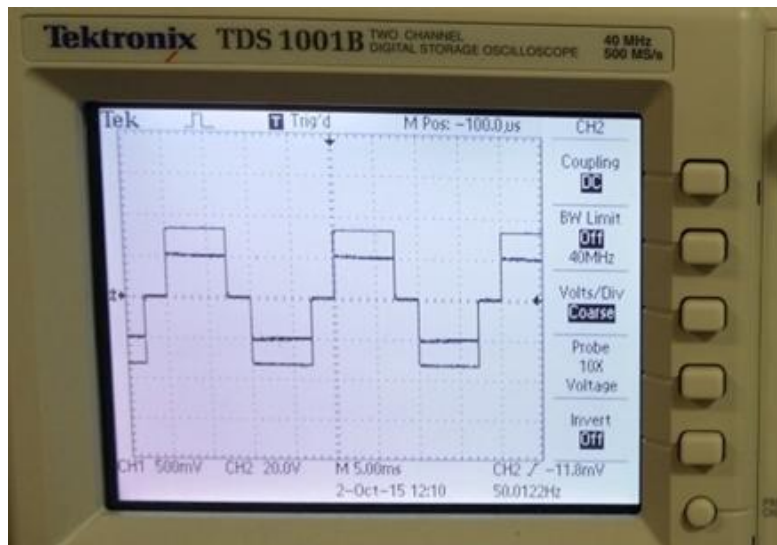 Tektronix TDS 1001B TWO CHANNEL DIGITAL STORAGE OSCILLOSCOPE 40 MHz 500 MS/s
Tek Trig'd M Pos: -100.0µs CH2
Coupling
DC
BW Limit
Off
40MHz
Volts/Div
Coarse
Probe
10X
Voltage
Invert
Off
CH1 500mV CH2 20.0V M 5.00ms CH2 -11.8mV
2-Oct-15 12:10 50.0122Hz